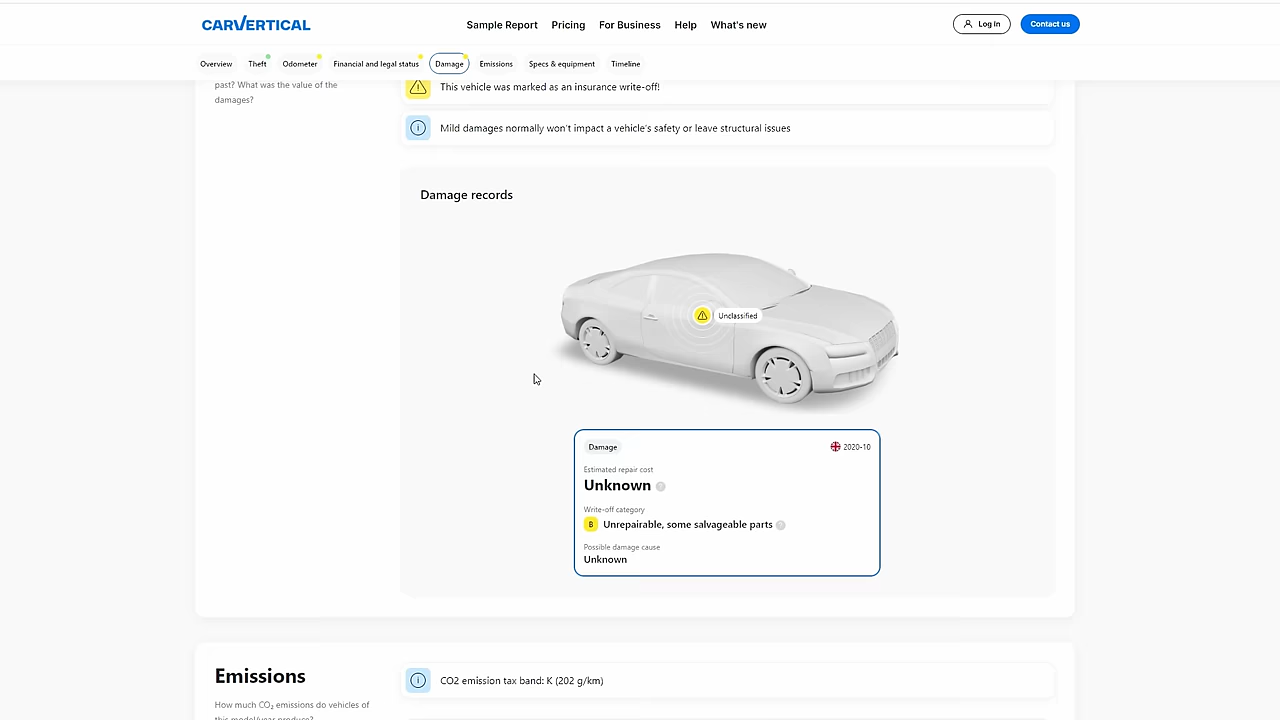 CARVERTICAL
Sample Report
Pricing
For Business
Help
What's new
Log In
Contact us
Overview
Theft
Odometer
Financial and legal status
Damage
Emissions
Specs & equipment
Timeline
past? What was the value of the
damages?
This vehicle was marked as an insurance write-off!
Mild damages normally won't impact a vehicle's safety or leave structural issues
Damage records
Unclassified
Damage
2020-10
Estimated repair cost
Unknown ?
Write-off category
B Unrepairable, some salvageable parts ?
Possible damage cause
Unknown
Emissions
How much CO₂ emissions do vehicles of
this model/year produce?
CO2 emission tax band: K (202 g/km)